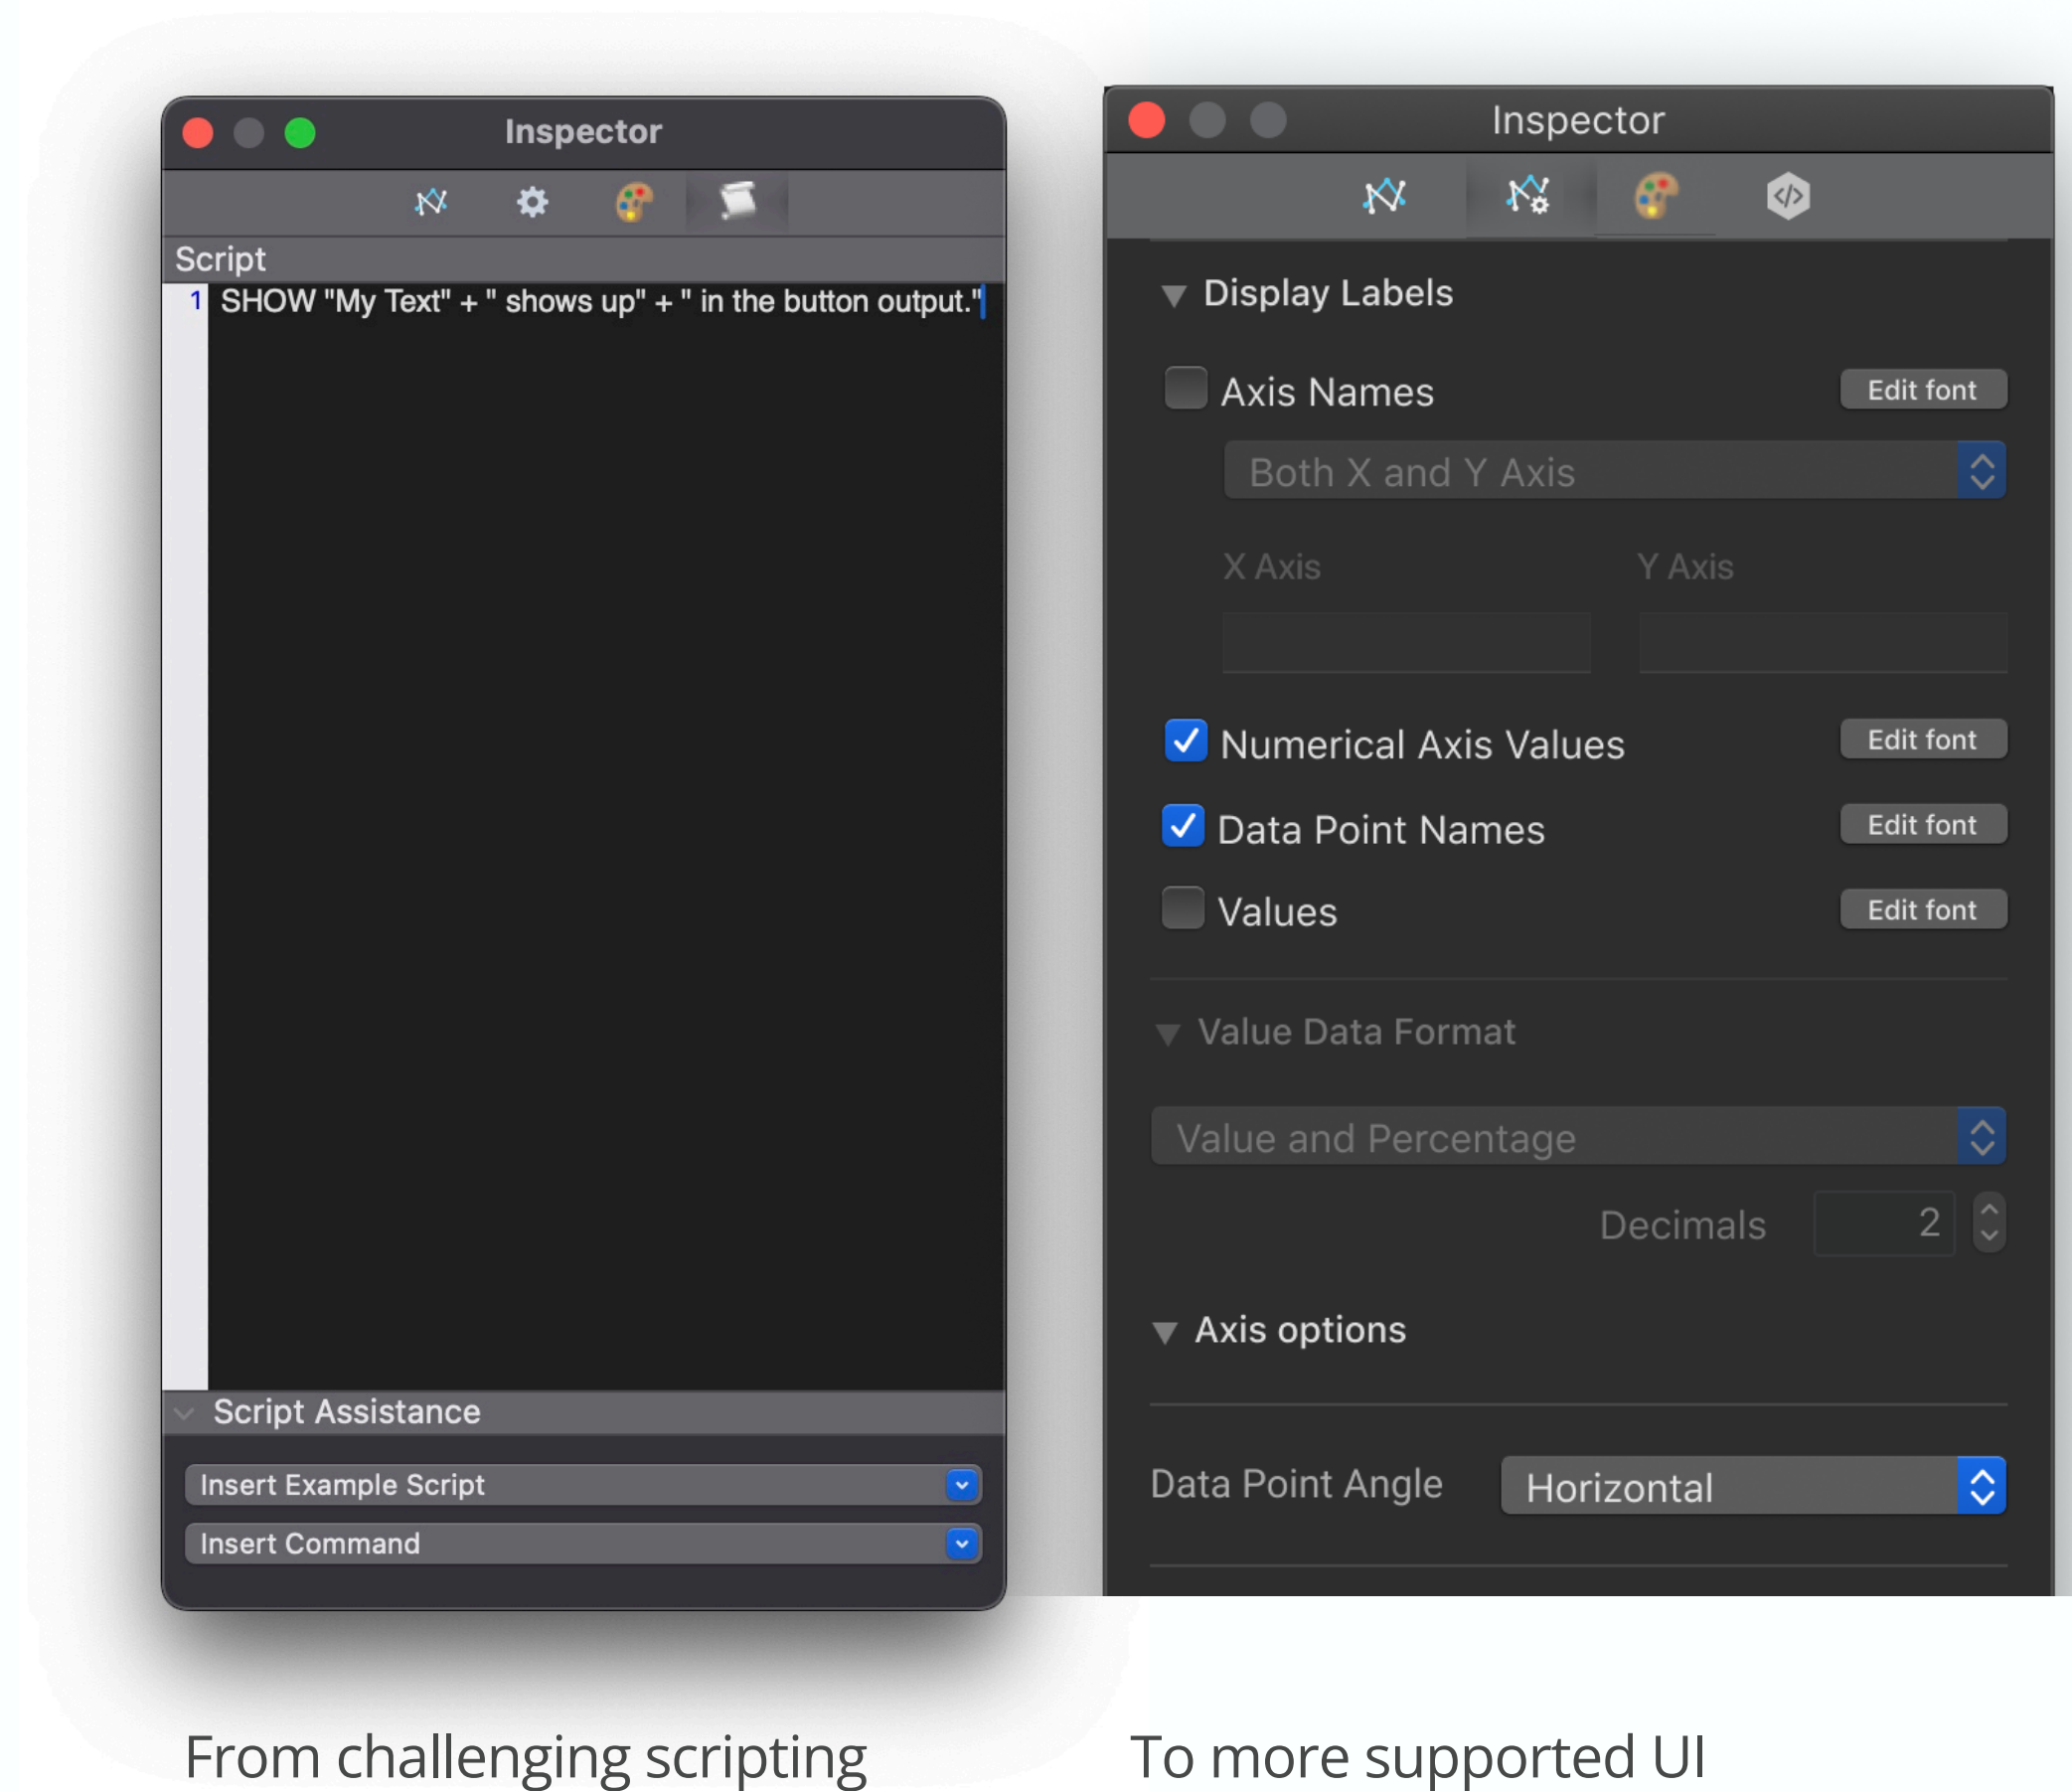 Inspector
Script
1 SHOW "My Text" + " shows up" + " in the button output."
Script Assistance
Insert Example Script
Insert Command
From challenging scripting
Inspector
</>
Display Labels
Axis Names Edit font
Both X and Y Axis
X Axis Y Axis
Numerical Axis Values Edit font
Data Point Names Edit font
Values Edit font
Value Data Format
Value and Percentage
Decimals 2
Axis options
Data Point Angle Horizontal
To more supported UI